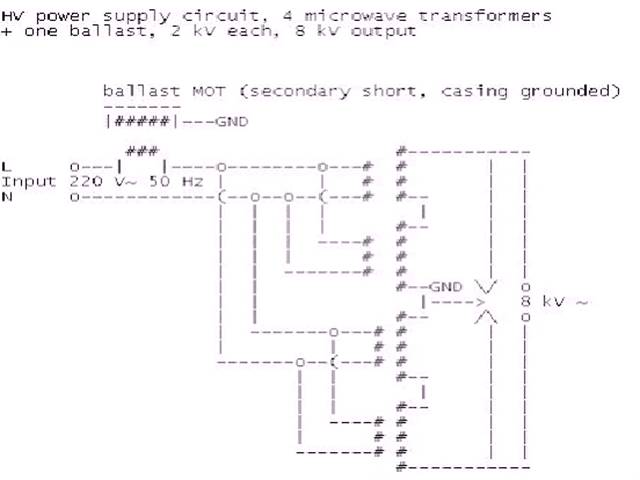 HV power supply circuit, 4 microwave transformers
+ one ballast, 2 kV each, 8 kV output
ballast MOT (secondary short, casing grounded)
GND
L
Input 220 V~ 50 Hz
N
GND
8 kV ~